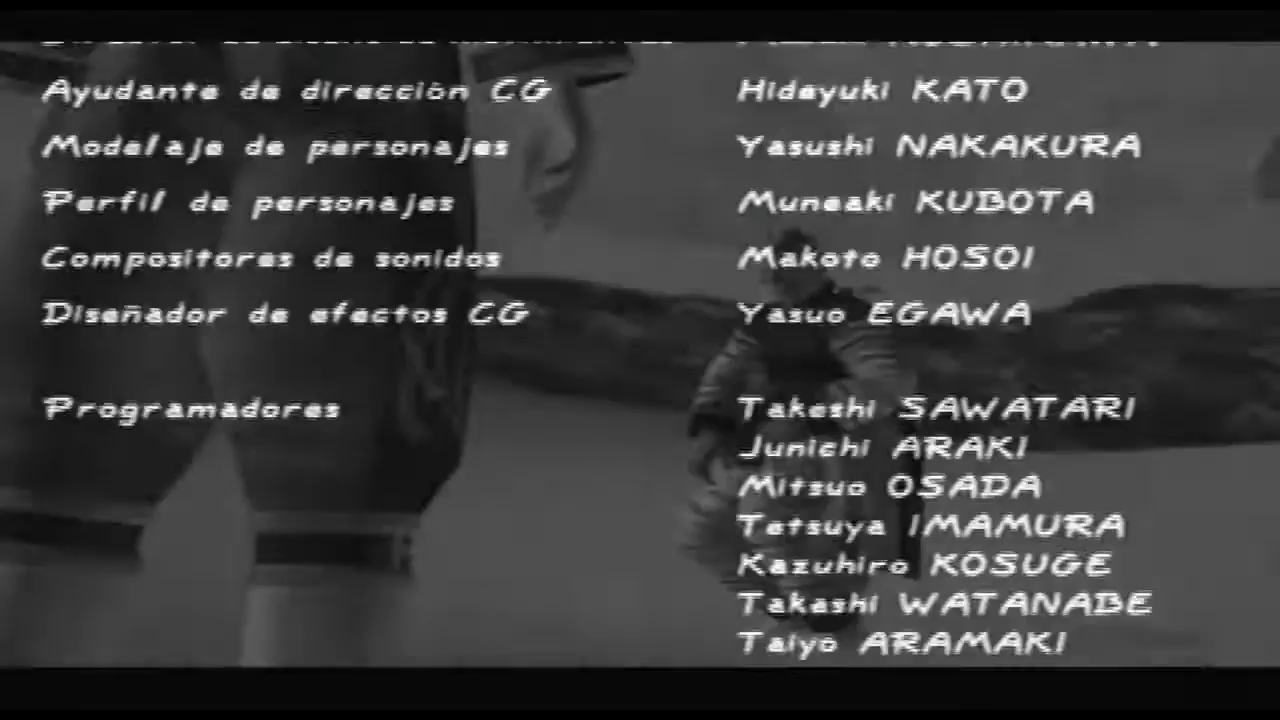 Ayudante de dirección CG Hideyuki KATO
Modelaje de personajes Yasushi NAKAKURA
Perfil de personajes Muneaki KUBOTA
Compositores de sonidos Makoto HOSOI
Diseñador de efectos CG Yasuo EGAWA
Programadores Takeshi SAWATARI
Junichi ARAKI
Mitsuo OSADA
Tetsuya IMAMURA
Kazuhiro KOSUGE
Takashi WATANABE
Taiyo ARAMAKI